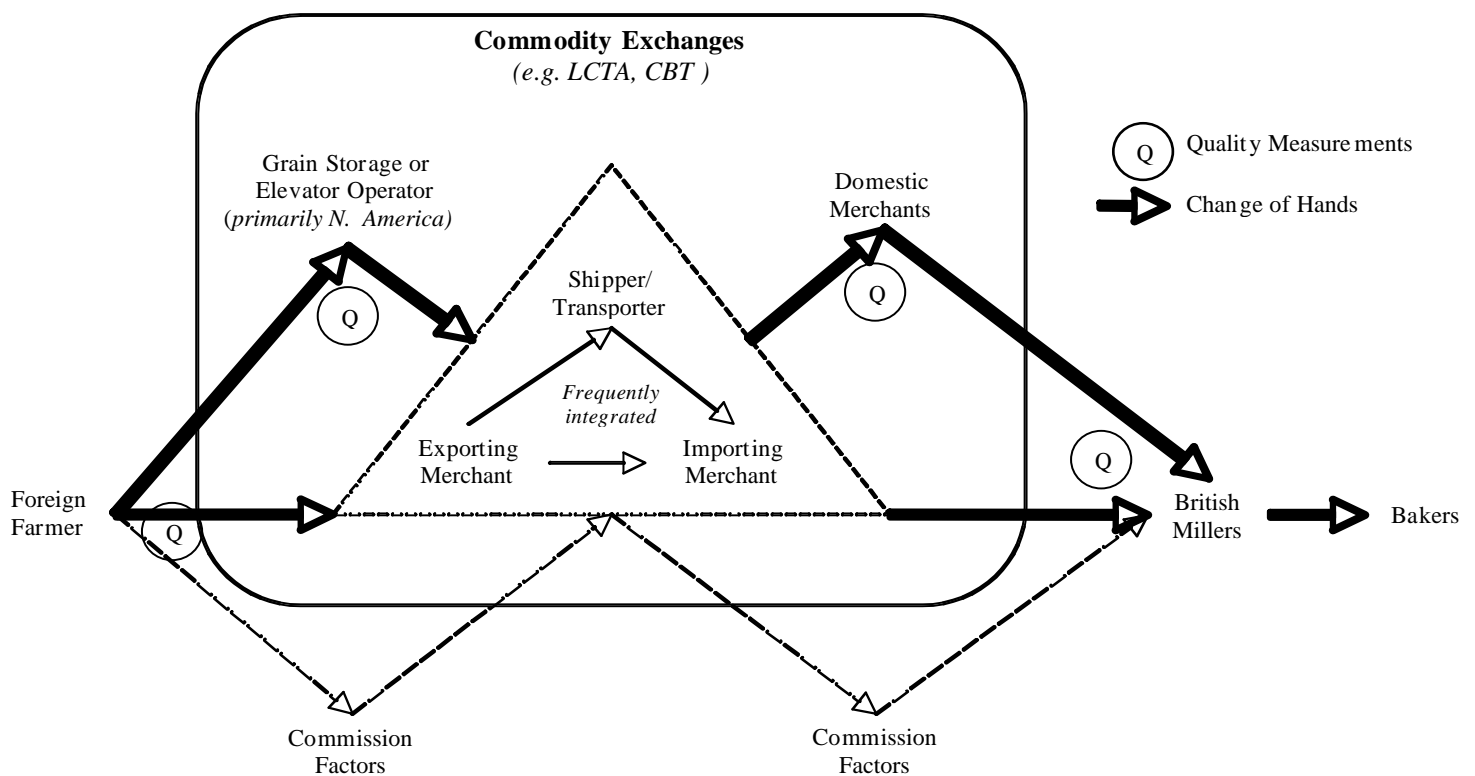 Commodity Exchanges
(e.g. LCTA, CBT )
Grain Storage or
Elevator Operator
(primarily N. America)
Q
Domestic
Merchants
Q
Q Quality Measurements
Change of Hands
Shipper/
Transporter
Frequently
integrated
Exporting
Merchant
Importing
Merchant
Foreign
Farmer
Q
Q
British
Millers
Bakers
Commission
Factors
Commission
Factors